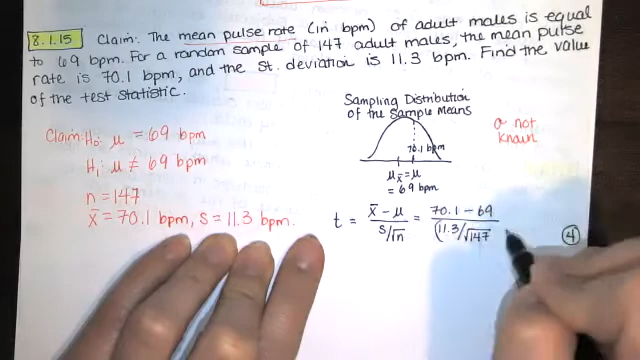 8.1.15 Claim: The mean pulse rate (in bpm) of adult males is equal
to 69 bpm. For a random sample of 147 adult males, the mean pulse
rate is 70.1 bpm, and the St. deviation is 11.3 bpm. Find the value
of the test statistic.
Sampling Distribution
of the Sample Means
σ not
known
70.1 bpm
μx̄ = μ
= 69 bpm
Claim: H₀: μ = 69 bpm
H₁: μ ≠ 69 bpm
n = 147
x̄ = 70.1 bpm, s = 11.3 bpm.
t = x̄ - μ / s/√n = 70.1 - 69 / (11.3/√147
4